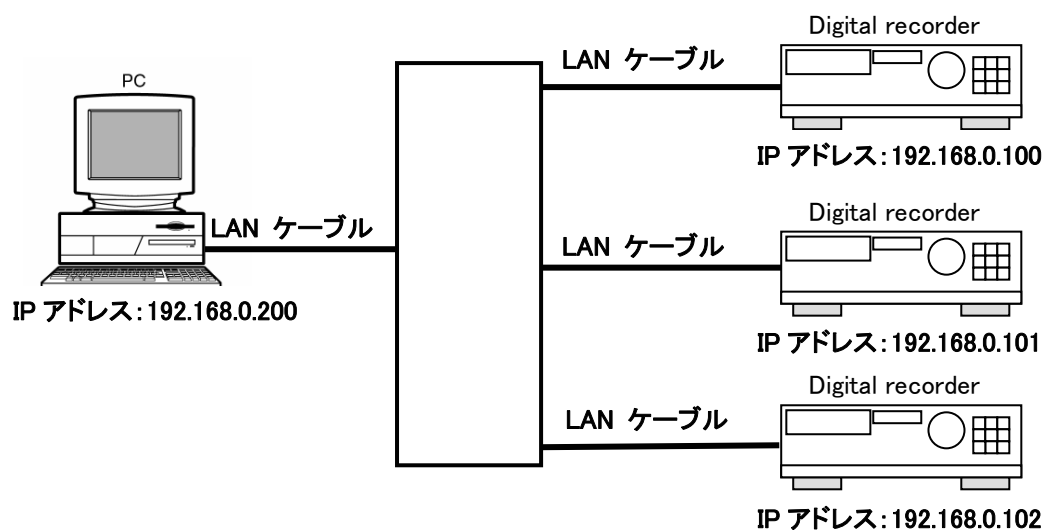 PC
LAN ケーブル
IP アドレス：192.168.0.200
LAN ケーブル
Digital recorder
IP アドレス：192.168.0.100
LAN ケーブル
Digital recorder
IP アドレス：192.168.0.101
LAN ケーブル
Digital recorder
IP アドレス：192.168.0.102